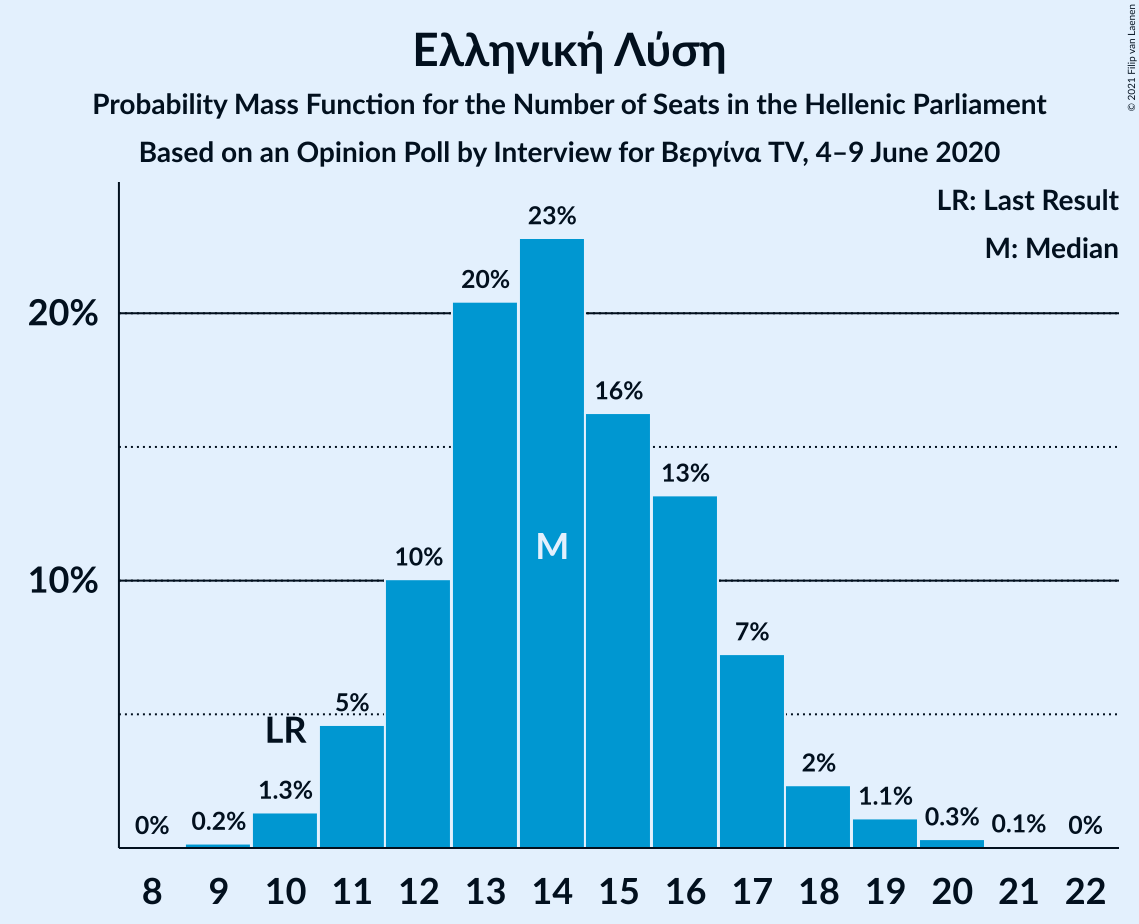 Ελληνική Λύση
Probability Mass Function for the Number of Seats in the Hellenic Parliament
Based on an Opinion Poll by Interview for Βεργίνα TV, 4–9 June 2020
© 2021 Filip van Laenen
LR: Last Result
M: Median
20%
10%
0%
0.2%
1.3%
LR
5%
10%
20%
23%
M
16%
13%
7%
2%
1.1%
0.3%
0.1%
0%
8 9 10 11 12 13 14 15 16 17 18 19 20 21 22